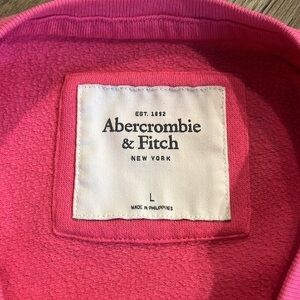 EST. 1892
Abercrombie
& Fitch
NEW YORK
L
MADE IN PHILIPPINES